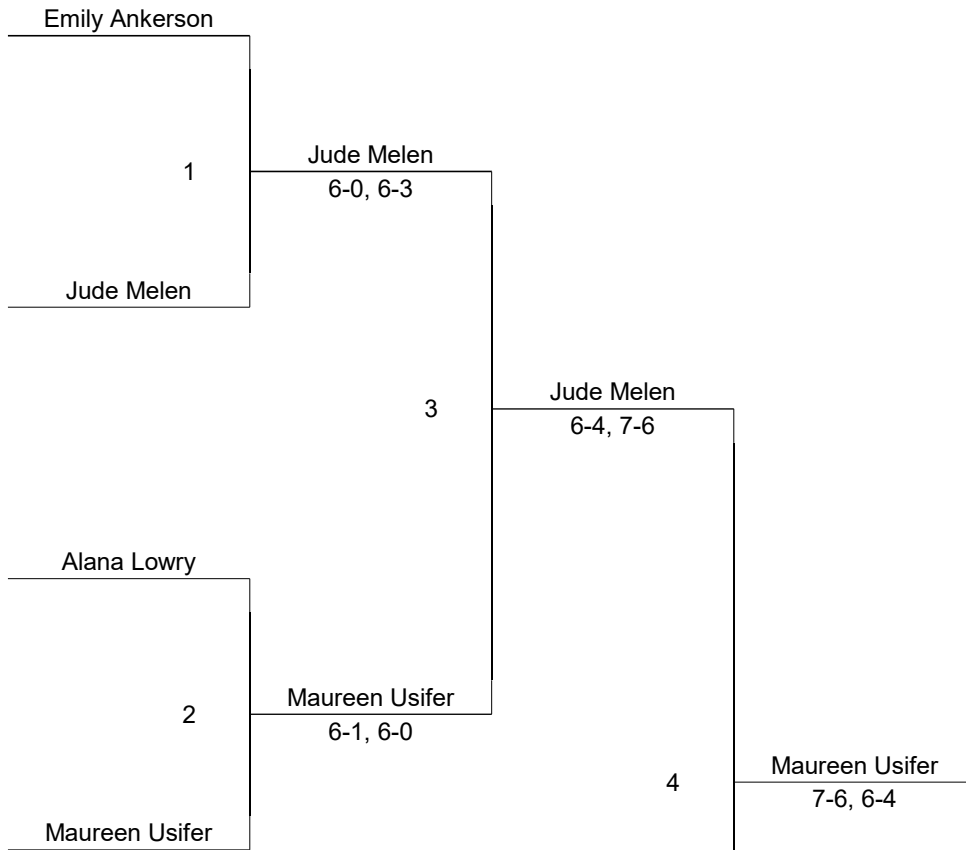 Emily Ankerson
Jude Melen
1
6-0, 6-3
Jude Melen
Jude Melen
3
6-4, 7-6
Alana Lowry
Maureen Usifer
2
6-1, 6-0
Maureen Usifer
4
7-6, 6-4
Maureen Usifer